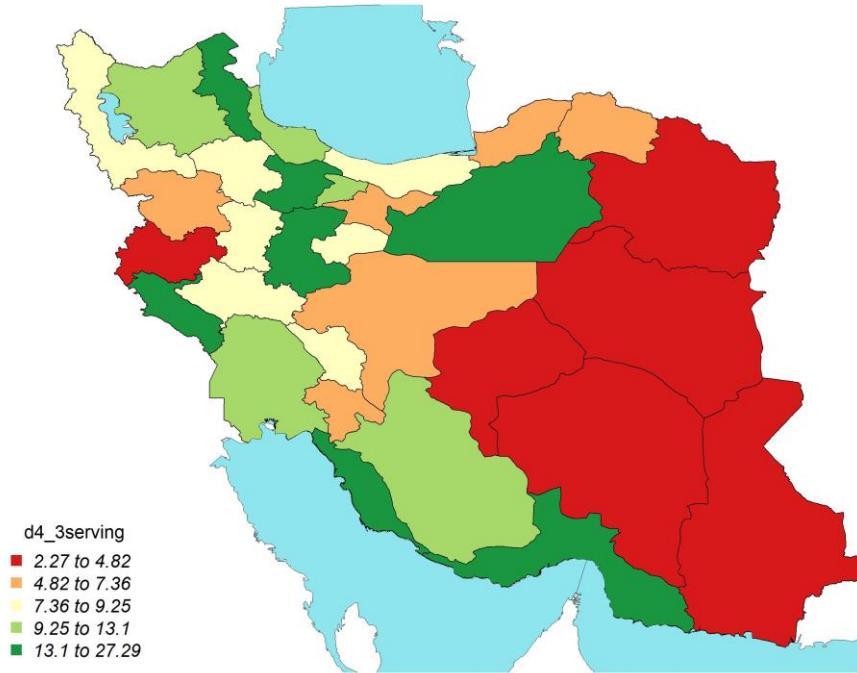 d4_3serving
2.27 to 4.82
4.82 to 7.36
7.36 to 9.25
9.25 to 13.1
13.1 to 27.29